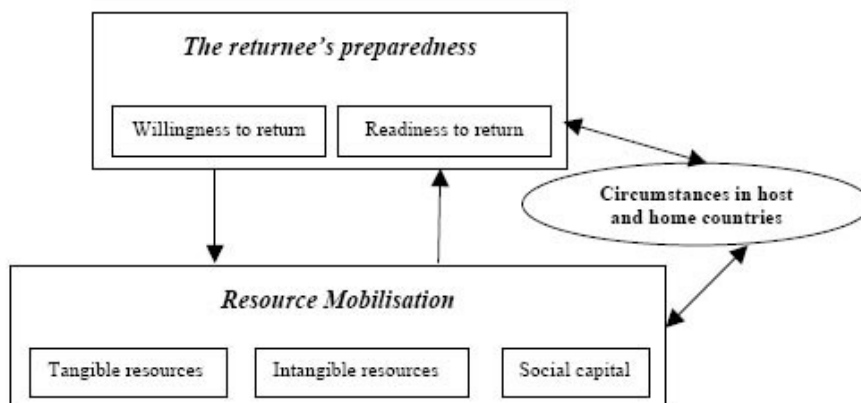 The returnee's preparedness
Willingness to return
Readiness to return
Circumstances in host
and home countries
Resource Mobilisation
Tangible resources
Intangible resources
Social capital